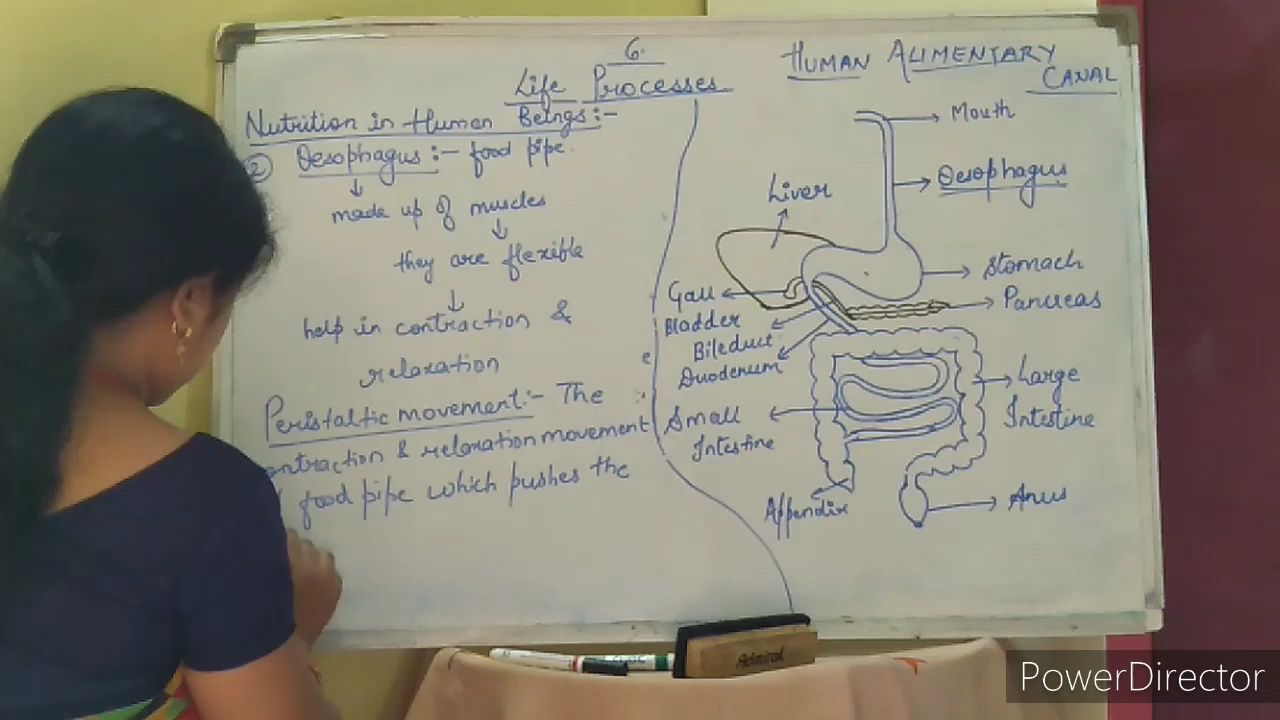 6.
Life Processes
Nutrition in Human Beings :-
② Oesophagus :- food pipe.
made up of muscles
they are flexible
help in contraction &
relaxation
Peristaltic movement :- The
ontraction & relaxation movement
food pipe which pushes the
HUMAN ALIMENTARY
CANAL
Mouth
Oesophagus
Liver
Stomach
Gall
Bladder
Pancreas
Bileduct
Duodenum
Large
Intestine
Small
Intestine
Appendix
Anus
Admiral
PowerDirector